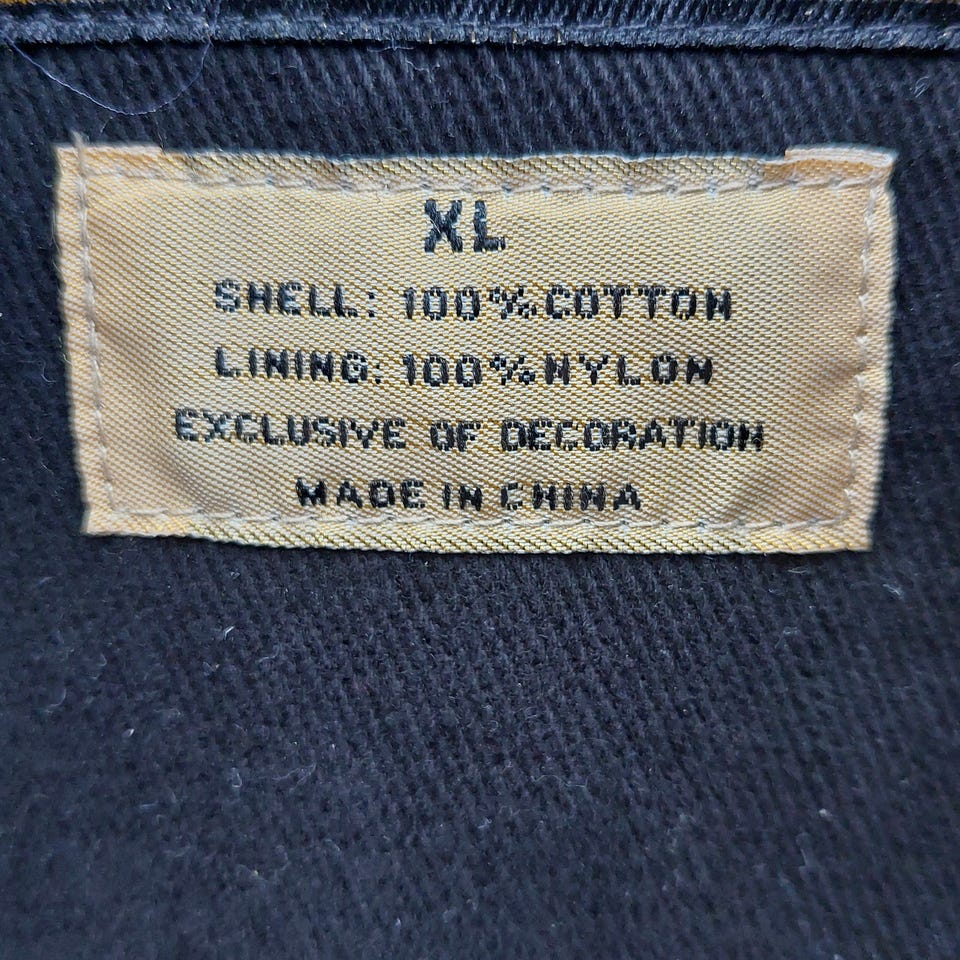 XL
SHELL: 100%COTTON
LINING: 100%NYLON
EXCLUSIVE OF DECORATION
MADE IN CHINA